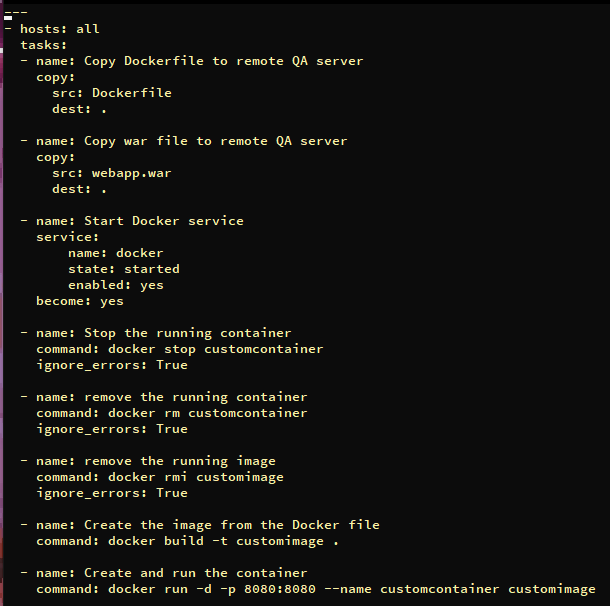 ---
- hosts: all
  tasks:
  - name: Copy Dockerfile to remote QA server
    copy:
      src: Dockerfile
      dest: .

  - name: Copy war file to remote QA server
    copy:
      src: webapp.war
      dest: .

  - name: Start Docker service
    service:
        name: docker
        state: started
        enabled: yes
    become: yes

  - name: Stop the running container
    command: docker stop customcontainer
    ignore_errors: True

  - name: remove the running container
    command: docker rm customcontainer
    ignore_errors: True

  - name: remove the running image
    command: docker rmi customimage
    ignore_errors: True

  - name: Create the image from the Docker file
    command: docker build -t customimage .

  - name: Create and run the container
    command: docker run -d -p 8080:8080 --name customcontainer customimage